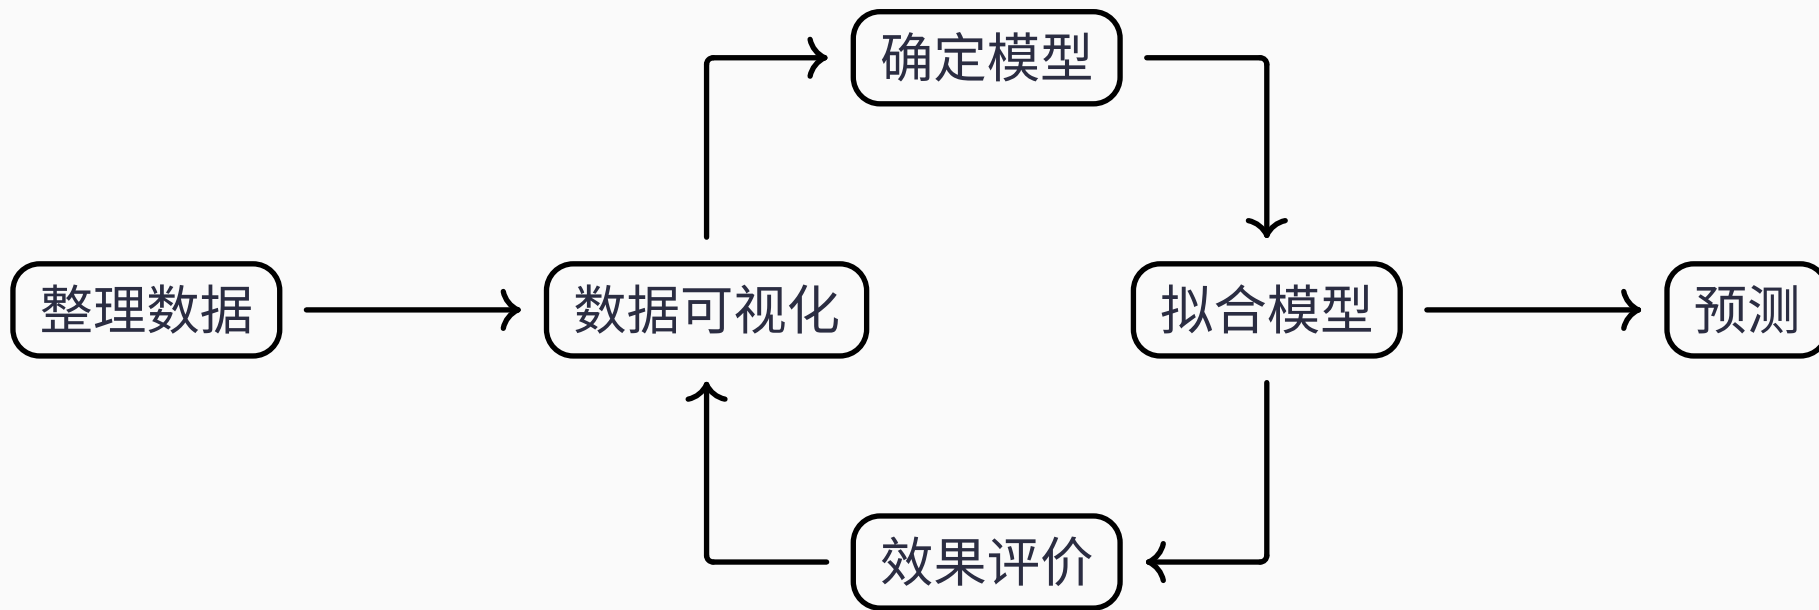 确定模型
整理数据
数据可视化
拟合模型
预测
效果评价